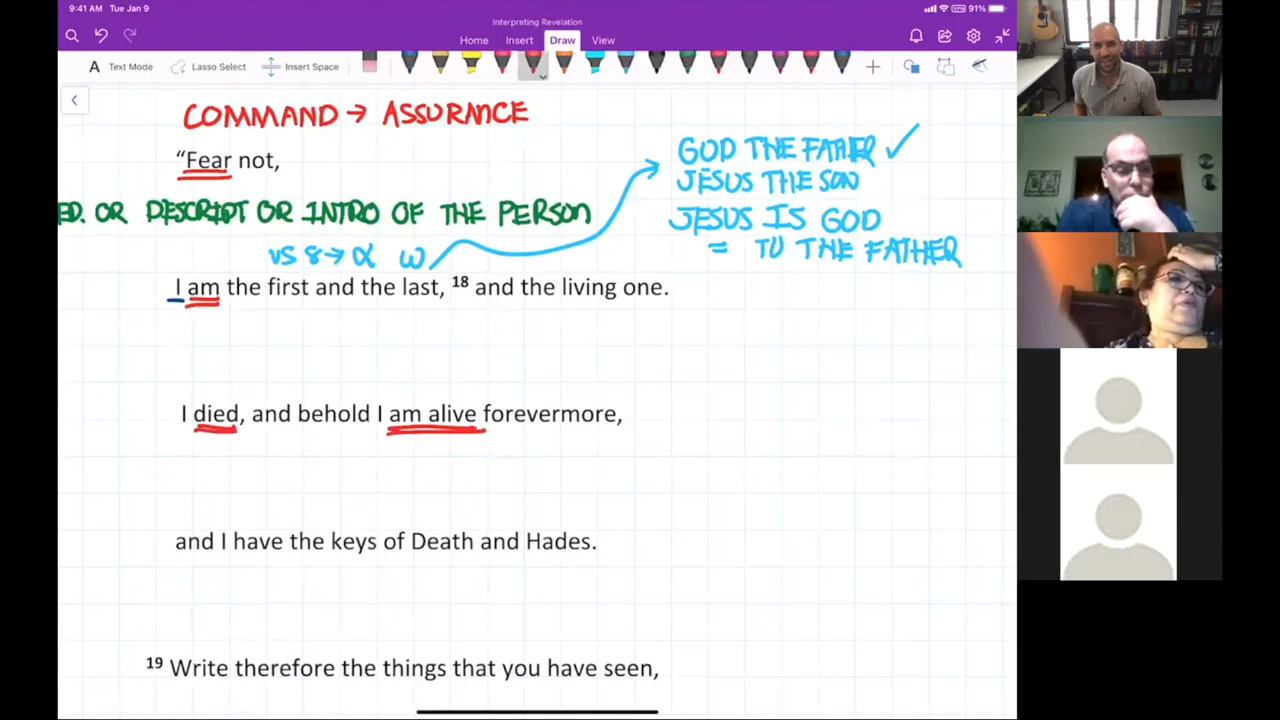 9:41 AM Tue Jan 9
91%
Interpreting Revelation
Home Insert Draw View
A Text Mode Lasso Select Insert Space
COMMAND → ASSURANCE
“Fear not,
GOD THE FATHER ✓
JESUS THE SON
ED. OR DESCRIPT OR INTRO OF THE PERSON
JESUS IS GOD
= TO THE FATHER
vs 8 → α ω
I am the first and the last, 18 and the living one.
I died, and behold I am alive forevermore,
and I have the keys of Death and Hades.
19 Write therefore the things that you have seen,